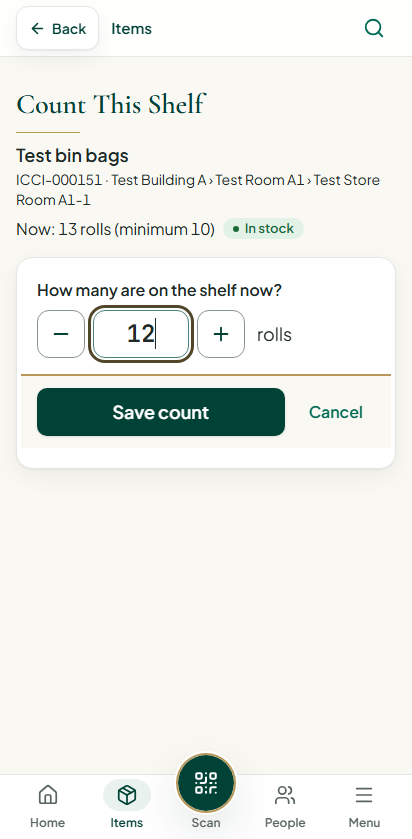 Back Items
Count This Shelf
Test bin bags
ICCI-000151 · Test Building A › Test Room A1 › Test Store
Room A1-1
Now: 13 rolls (minimum 10) In stock
How many are on the shelf now?
− 12 + rolls
Save count Cancel
Home Items Scan People Menu